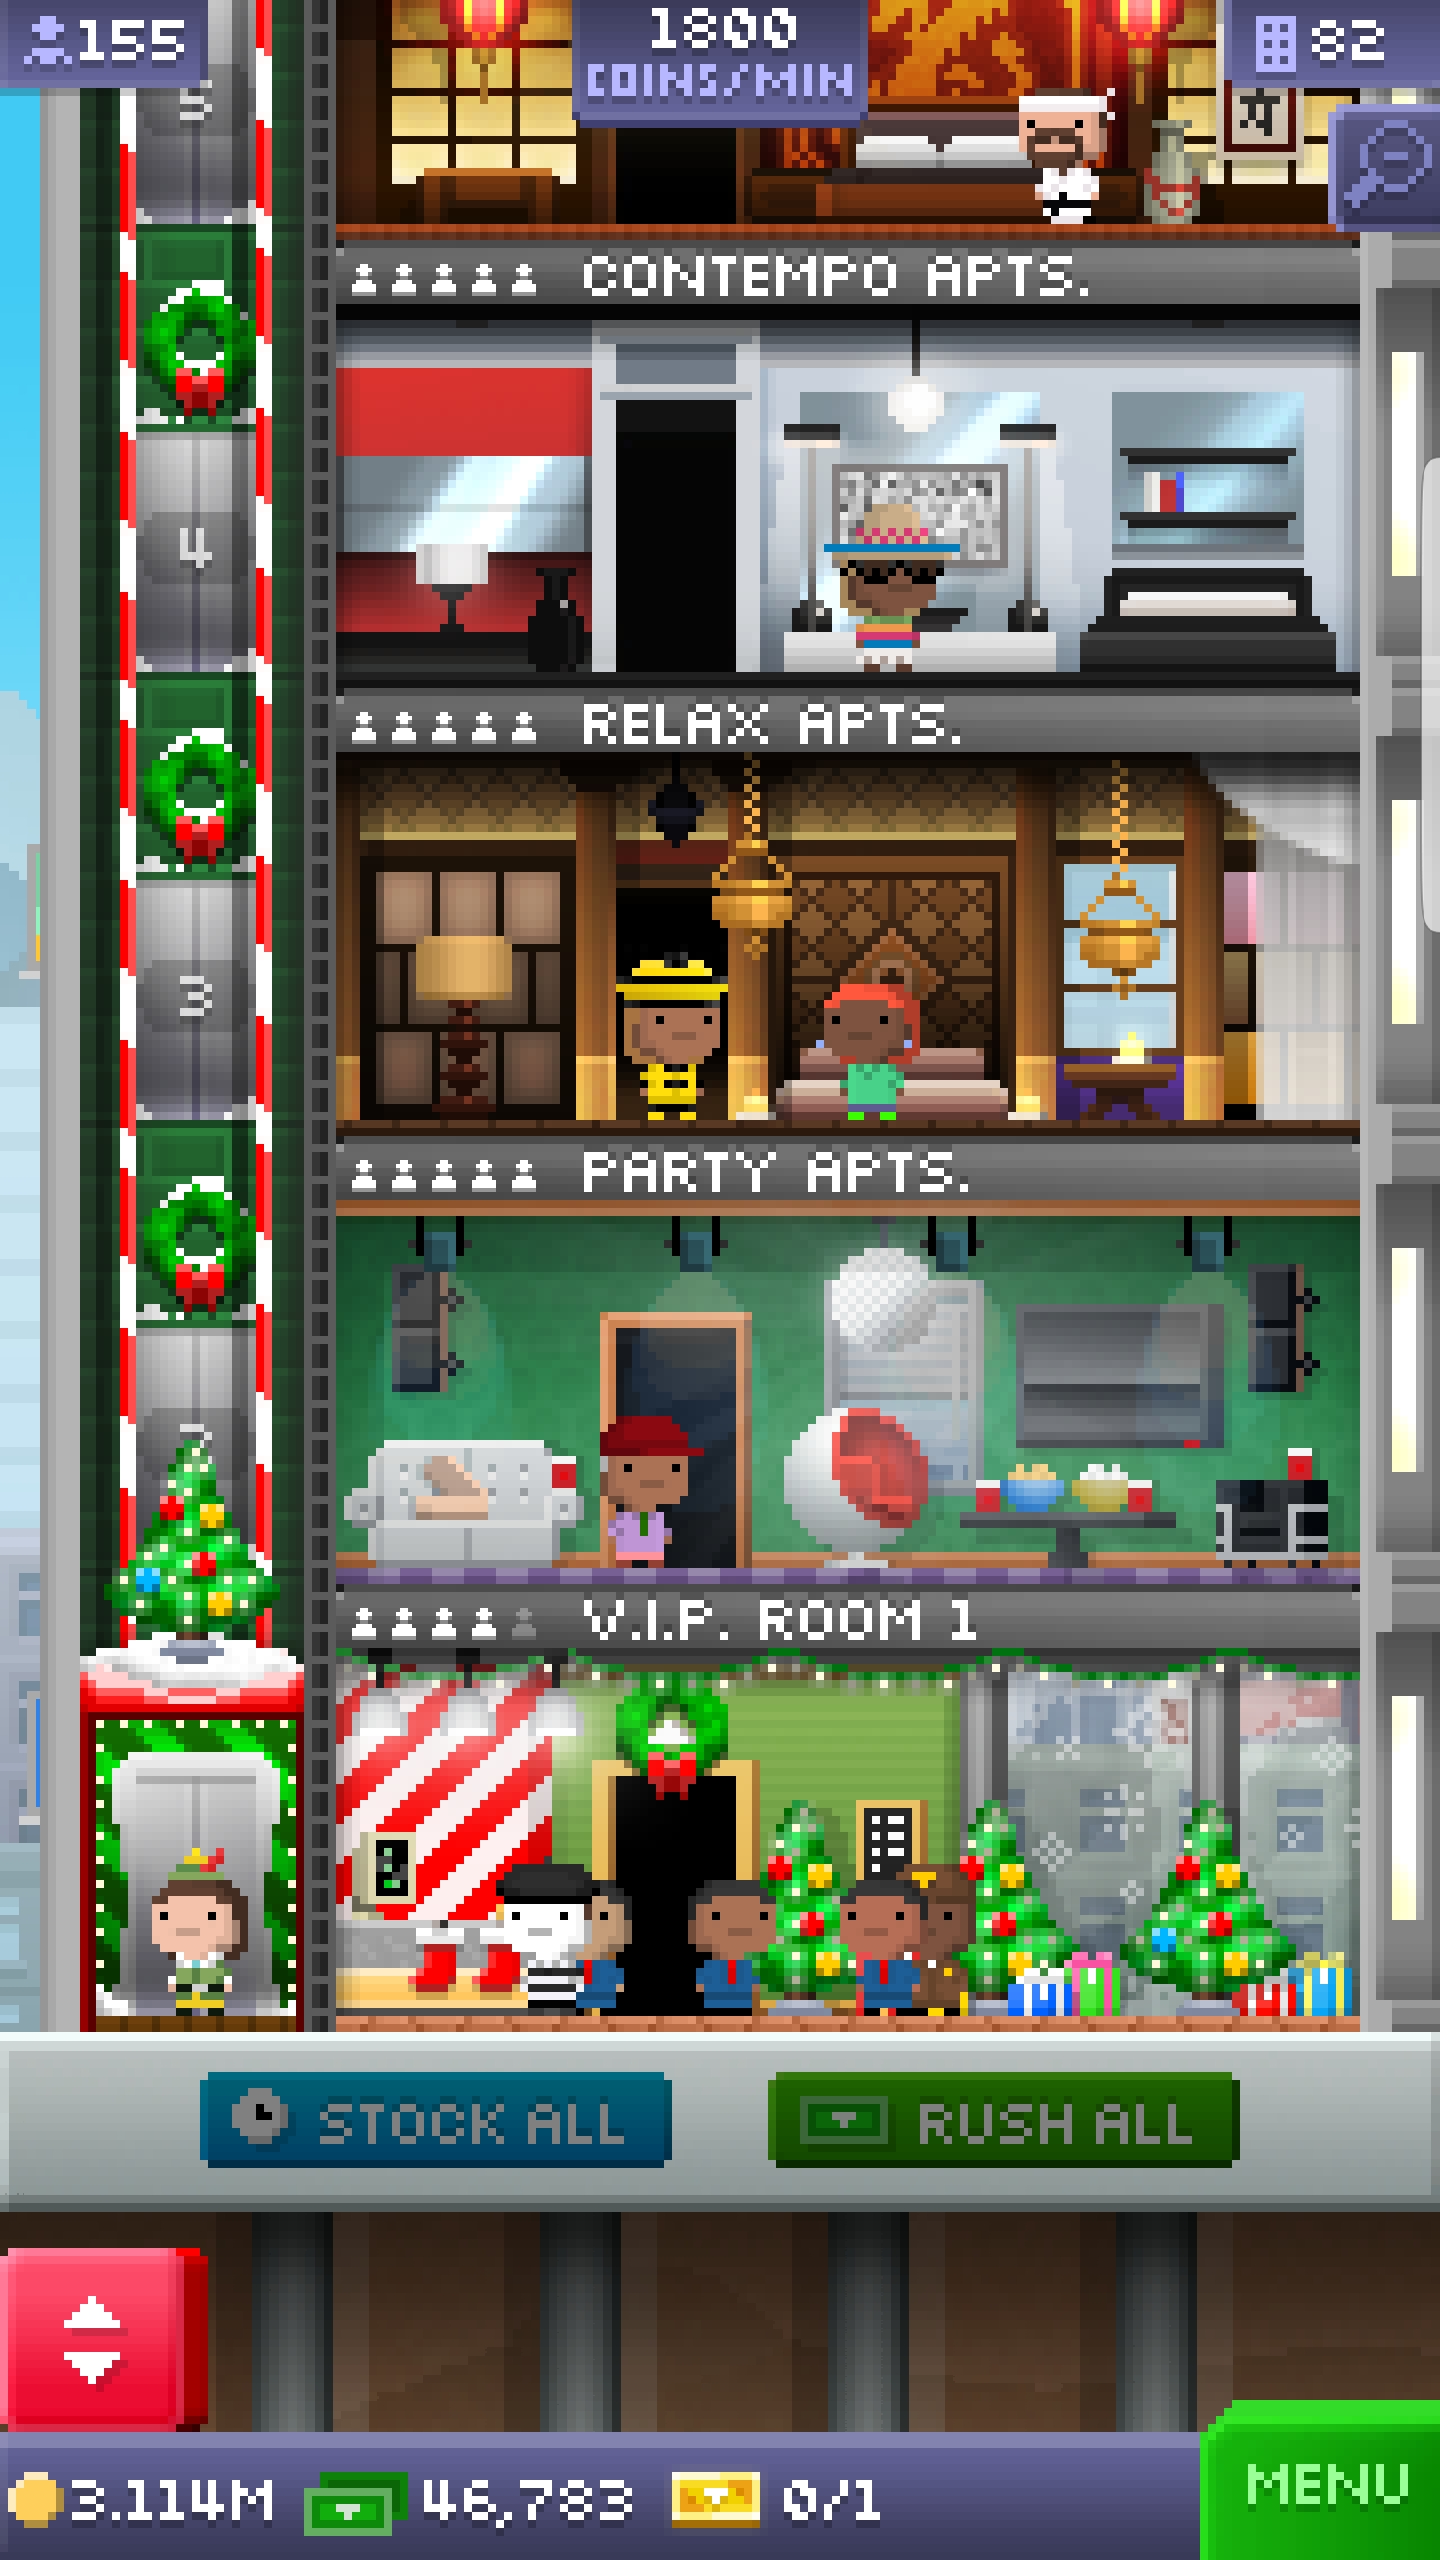 155
1800
COINS/MIN
82
5
CONTEMPO APTS.
4
RELAX APTS.
3
PARTY APTS.
V.I.P. ROOM 1
STOCK ALL
RUSH ALL
3.114M
46,783
0/1
MENU